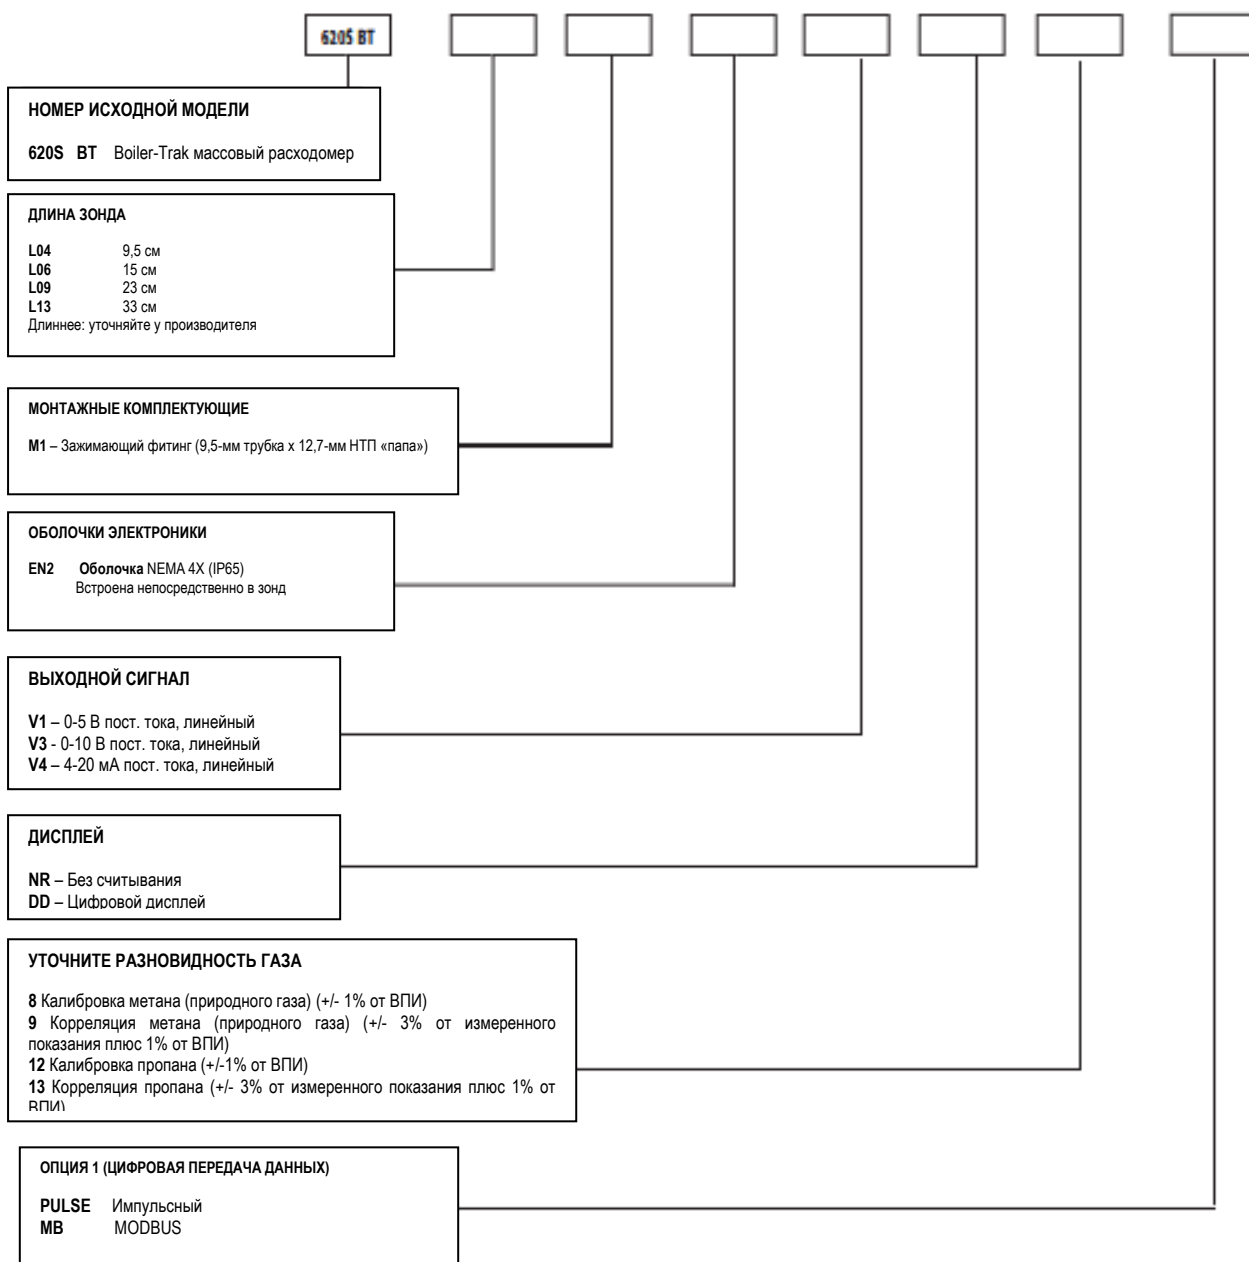 620S BT
НОМЕР ИСХОДНОЙ МОДЕЛИ
620S BT Boiler-Trak массовый расходомер
ДЛИНА ЗОНДА
L04 9,5 см
L06 15 см
L09 23 см
L13 33 см
Длиннее: уточняйте у производителя
МОНТАЖНЫЕ КОМПЛЕКТУЮЩИЕ
М1 – Зажимающий фитинг (9,5-мм трубка х 12,7-мм НТП «папа»)
ОБОЛОЧКИ ЭЛЕКТРОНИКИ
EN2 Оболочка NEMA 4X (IP65)
Встроена непосредственно в зонд
ВЫХОДНОЙ СИГНАЛ
V1 – 0-5 В пост. тока, линейный
V3 - 0-10 В пост. тока, линейный
V4 – 4-20 мА пост. тока, линейный
ДИСПЛЕЙ
NR – Без считывания
DD – Цифровой дисплей
УТОЧНИТЕ РАЗНОВИДНОСТЬ ГАЗА
8 Калибровка метана (природного газа) (+/- 1% от ВПИ)
9 Корреляция метана (природного газа) (+/- 3% от измеренного
показания плюс 1% от ВПИ)
12 Калибровка пропана (+/-1% от ВПИ)
13 Корреляция пропана (+/- 3% от измеренного показания плюс 1% от
ВПИ)
ОПЦИЯ 1 (ЦИФРОВАЯ ПЕРЕДАЧА ДАННЫХ)
PULSE Импульсный
MB MODBUS